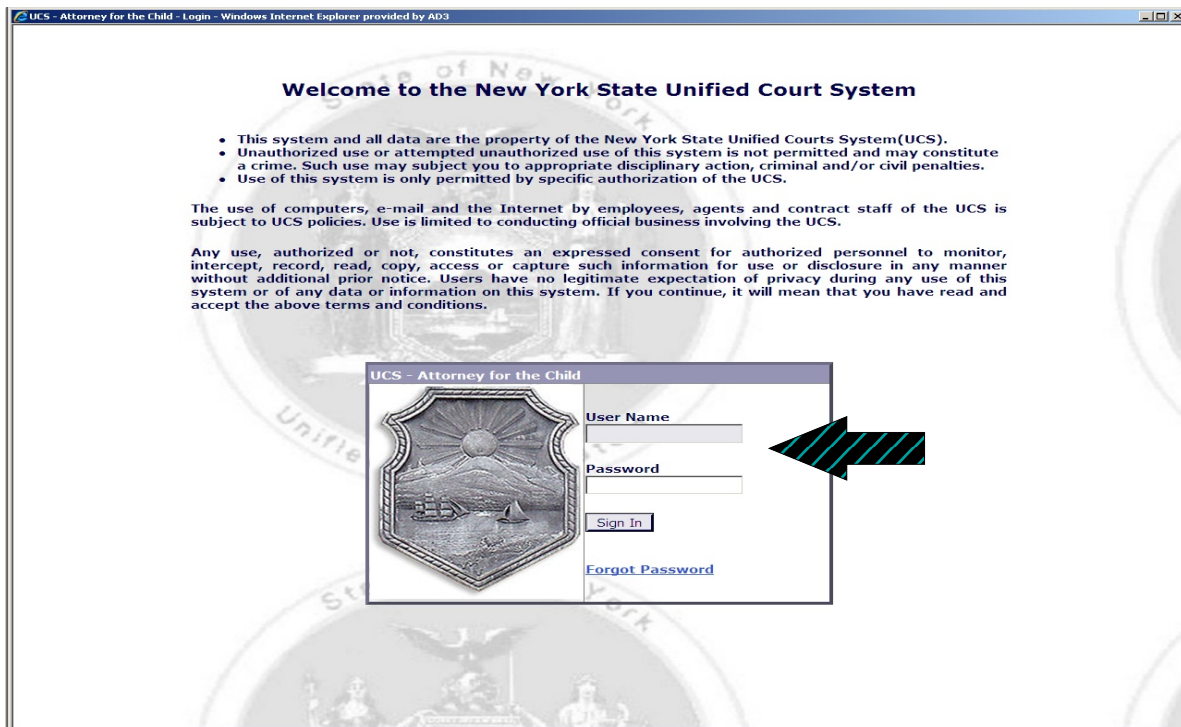 UCS - Attorney for the Child - Login - Windows Internet Explorer provided by AD3
Welcome to the New York State Unified Court System
• This system and all data are the property of the New York State Unified Courts System(UCS).
• Unauthorized use or attempted unauthorized use of this system is not permitted and may constitute
a crime. Such use may subject you to appropriate disciplinary action, criminal and/or civil penalties.
• Use of this system is only permitted by specific authorization of the UCS.
The use of computers, e-mail and the Internet by employees, agents and contract staff of the UCS is
subject to UCS policies. Use is limited to conducting official business involving the UCS.
Any use, authorized or not, constitutes an expressed consent for authorized personnel to monitor,
intercept, record, read, copy, access or capture such information for use or disclosure in any manner
without additional prior notice. Users have no legitimate expectation of privacy during any use of this
system or of any data or information on this system. If you continue, it will mean that you have read and
accept the above terms and conditions.
UCS - Attorney for the Child
User Name
Password
Sign In
Forgot Password
State of New York
Unified